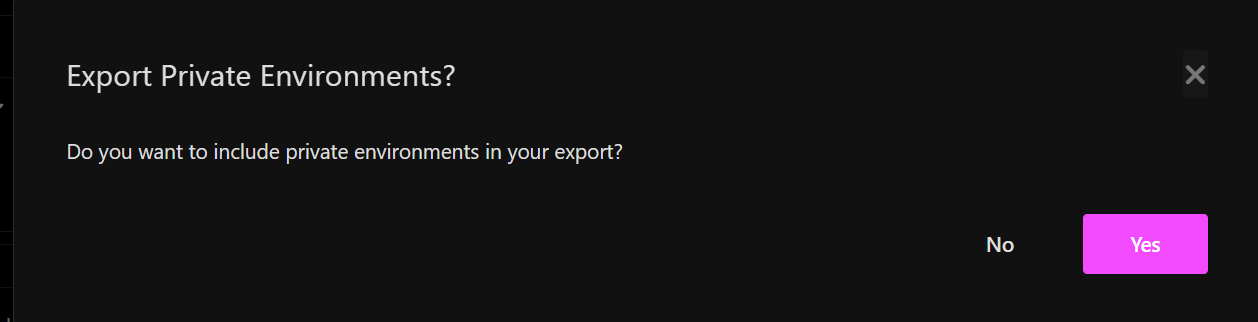 Export Private Environments?
Do you want to include private environments in your export?
No
Yes